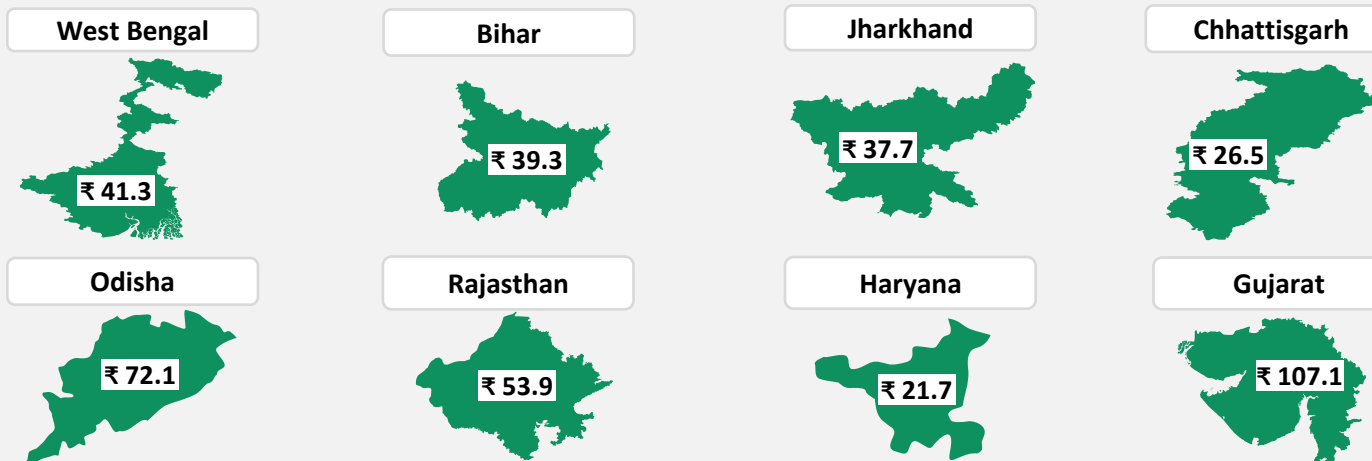 West Bengal
Bihar
Jharkhand
Chhattisgarh
₹ 41.3
₹ 39.3
₹ 37.7
₹ 26.5
Odisha
Rajasthan
Haryana
Gujarat
₹ 72.1
₹ 53.9
₹ 21.7
₹ 107.1